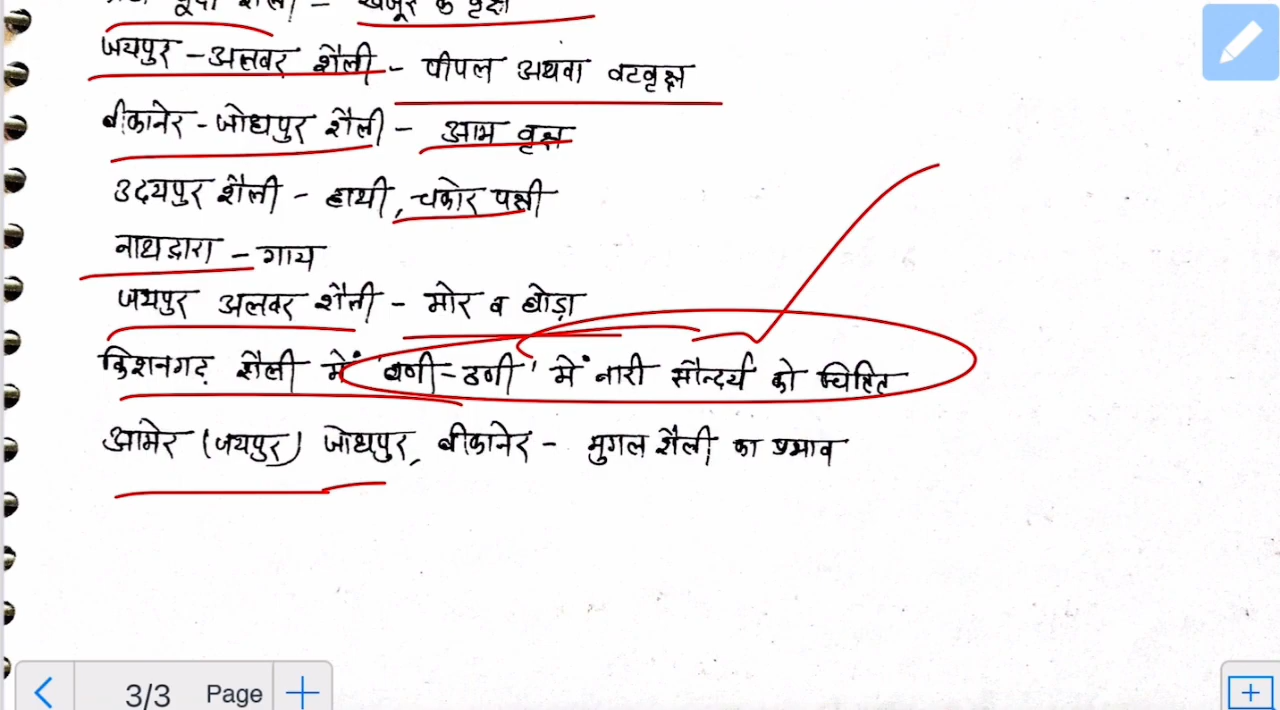 बूंदी शैली - खजूर के वृक्ष
जयपुर - अलवर शैली - पीपल अथवा वटवृक्ष
बीकानेर - जोधपुर शैली - आम वृक्ष
उदयपुर शैली - हाथी, चकोर पक्षी
नाथद्वारा - गाय
जयपुर अलवर शैली - मोर व घोड़ा
किशनगढ़ शैली में 'बणी-ठणी' में नारी सौन्दर्य को चित्रित
आमेर (जयपुर) जोधपुर, बीकानेर - मुगल शैली का प्रभाव
3/3 Page